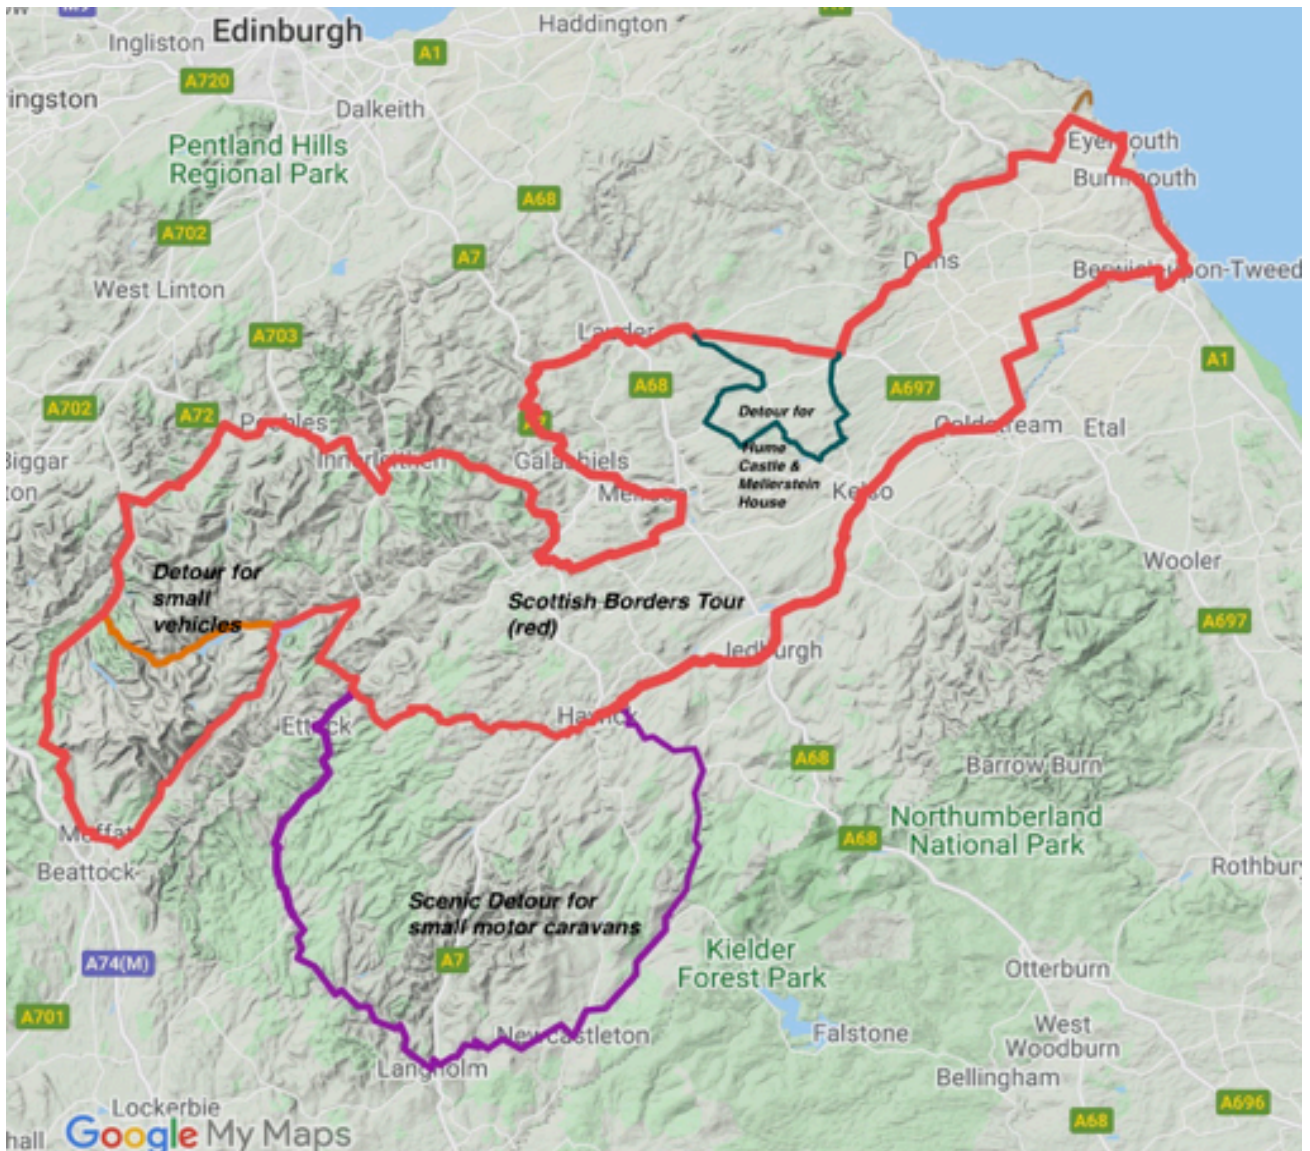 M9
Ingliston
Edinburgh
Haddington
A1
A720
ringston
Dalkeith
Pentland Hills
Regional Park
Eyemouth
Burnmouth
A68
A702
A7
Duns
Berwick-upon-Tweed
West Linton
A703
Lauder
A1
A68
A697
A702
A72
Peebles
Detour for
Coldstream
Etal
Biggar
Innerleithen
Galashiels
Hume
Castle &
Mellerstein
House
ton
Melrose
Kelso
Wooler
Detour for
small
vehicles
Scottish Borders Tour
(red)
A697
Jedburgh
Ettrick
Hawick
A68
Barrow Burn
Northumberland
National Park
A68
Moffat
Beattock
Rothbury
Scenic Detour for
small motor caravans
A7
Kielder
Forest Park
A74(M)
Otterburn
A701
Newcastleton
Falstone
West
Woodburn
Langholm
Bellingham
Lockerbie
A696
A68
hall
Google My Maps